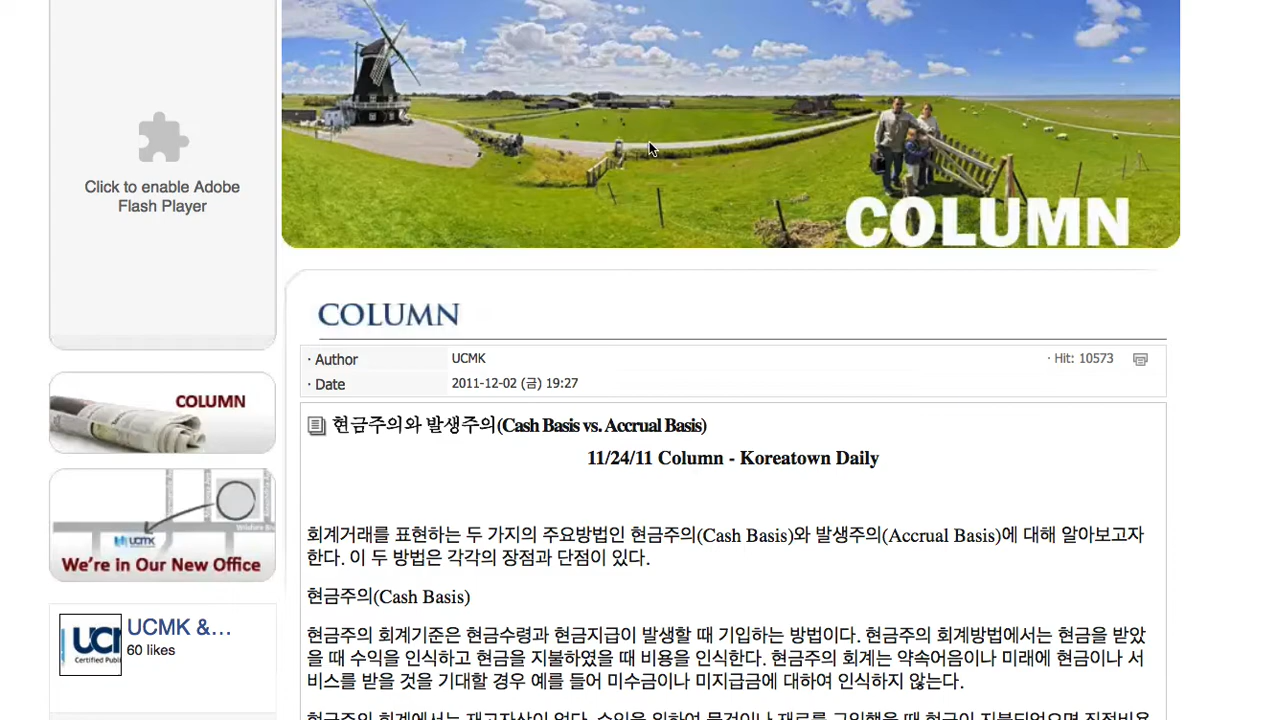 Click to enable Adobe
Flash Player
COLUMN
COLUMN
· Author
UCMK
· Hit: 10573
· Date
2011-12-02 (금) 19:27
COLUMN
현금주의와 발생주의(Cash Basis vs. Accrual Basis)
11/24/11 Column - Koreatown Daily
회계거래를 표현하는 두 가지의 주요방법인 현금주의(Cash Basis)와 발생주의(Accrual Basis)에 대해 알아보고자
한다. 이 두 방법은 각각의 장점과 단점이 있다.
UCMK
We're in Our New Office
현금주의(Cash Basis)
UCMK &...
60 likes
현금주의 회계기준은 현금수령과 현금지급이 발생할 때 기입하는 방법이다. 현금주의 회계방법에서는 현금을 받았
을 때 수익을 인식하고 현금을 지불하였을 때 비용을 인식한다. 현금주의 회계는 약속어음이나 미래에 현금이나 서
비스를 받을 것을 기대할 경우 예를 들어 미수금이나 미지급금에 대하여 인식하지 않는다.